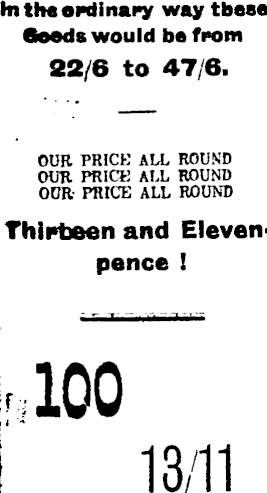 In the ordinary way these
Goods would be from
22/6 to 47/6.
OUR PRICE ALL ROUND
OUR PRICE ALL ROUND
OUR PRICE ALL ROUND
Thirteen and Eleven-
pence !
100
13/11